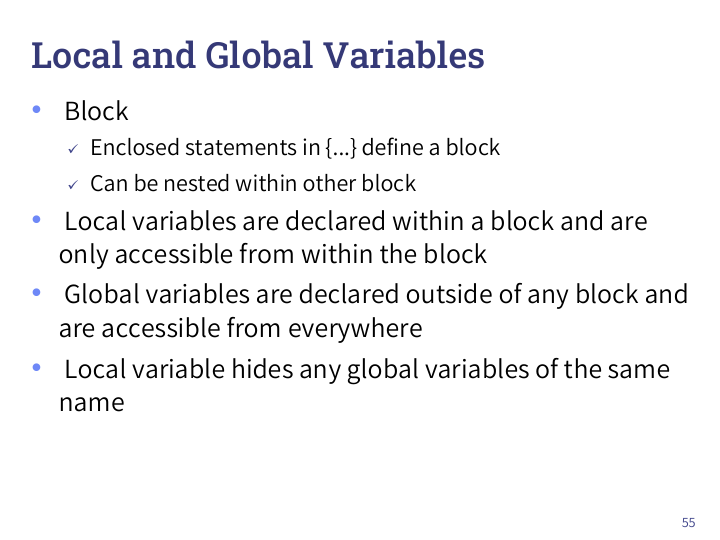 Local and Global Variables
• Block
✓ Enclosed statements in {...} define a block
✓ Can be nested within other block
• Local variables are declared within a block and are
only accessible from within the block
• Global variables are declared outside of any block and
are accessible from everywhere
• Local variable hides any global variables of the same
name
55